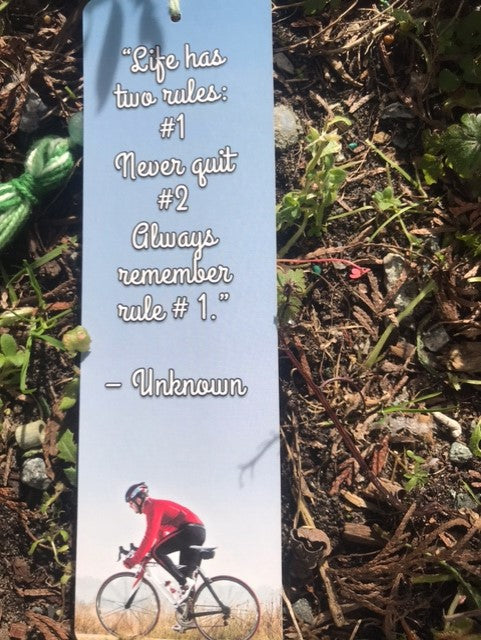 “Life has
two rules:
#1
Never quit
#2
Always
remember
rule # 1.”
– Unknown